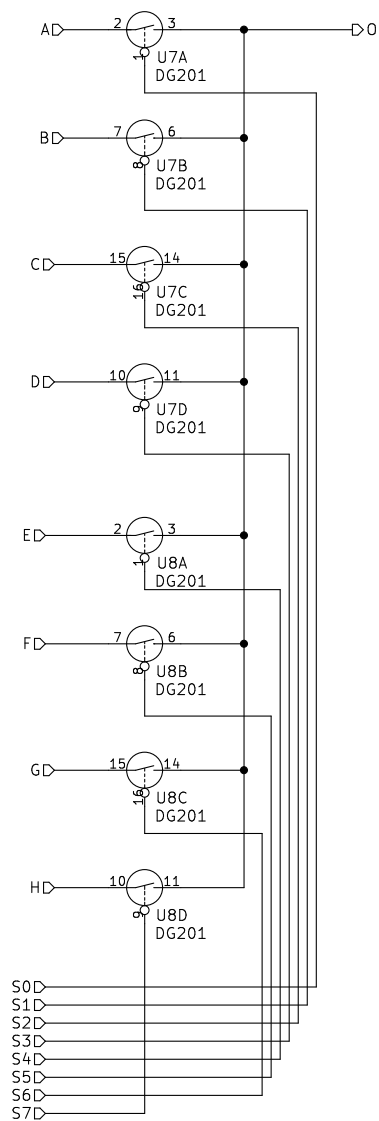 A 2 3 O
1 U7A
DG201
B 7 6
8 U7B
DG201
C 15 14
16 U7C
DG201
D 10 11
9 U7D
DG201
E 2 3
1 U8A
DG201
F 7 6
8 U8B
DG201
G 15 14
16 U8C
DG201
H 10 11
9 U8D
DG201
S0
S1
S2
S3
S4
S5
S6
S7